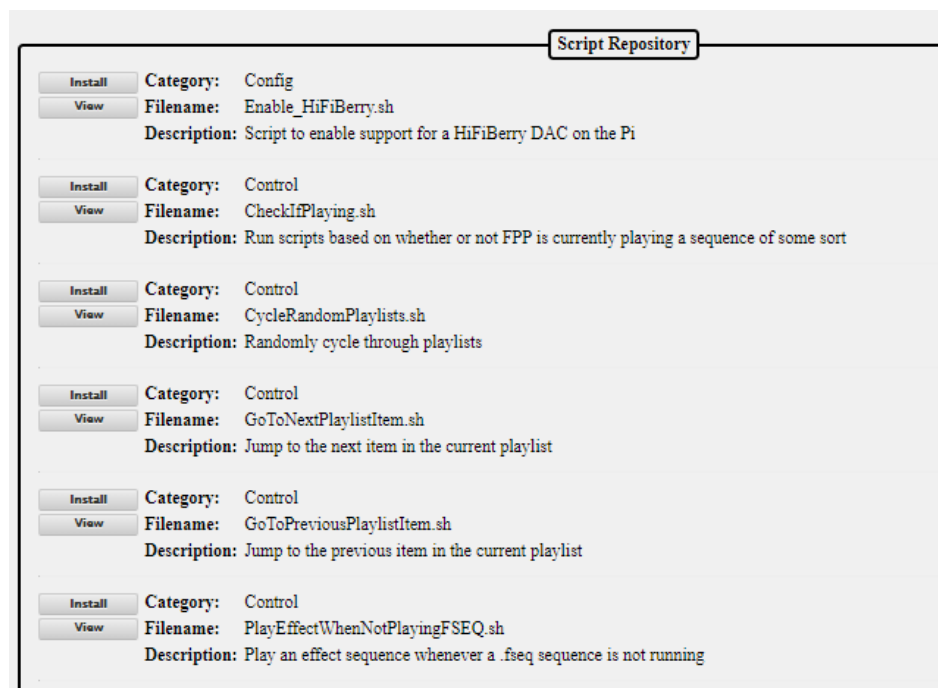 Script Repository
Install Category: Config
View Filename: Enable_HiFiBerry.sh
Description: Script to enable support for a HiFiBerry DAC on the Pi
Install Category: Control
View Filename: CheckIfPlaying.sh
Description: Run scripts based on whether or not FPP is currently playing a sequence of some sort
Install Category: Control
View Filename: CycleRandomPlaylists.sh
Description: Randomly cycle through playlists
Install Category: Control
View Filename: GoToNextPlaylistItem.sh
Description: Jump to the next item in the current playlist
Install Category: Control
View Filename: GoToPreviousPlaylistItem.sh
Description: Jump to the previous item in the current playlist
Install Category: Control
View Filename: PlayEffectWhenNotPlayingFSEQ.sh
Description: Play an effect sequence whenever a .fseq sequence is not running